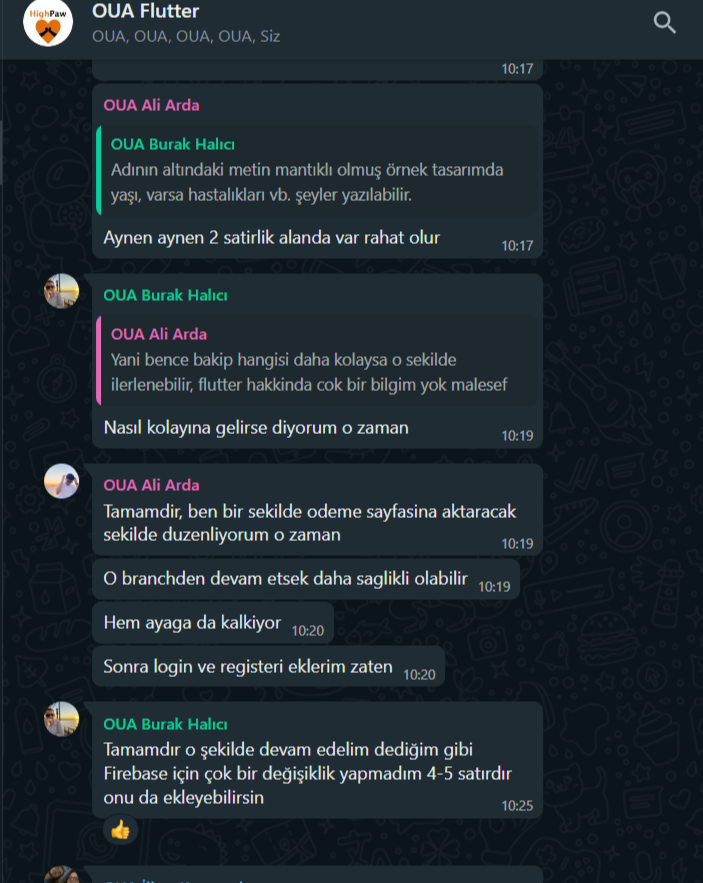 HighPaw
OUA Flutter
OUA, OUA, OUA, OUA, Siz
10:17
OUA Ali Arda
OUA Burak Halıcı
Adının altındaki metin mantıklı olmuş örnek tasarımda
yaşı, varsa hastalıkları vb. şeyler yazılabilir.
Aynen aynen 2 satirlik alanda var rahat olur
10:17
OUA Burak Halıcı
OUA Ali Arda
Yani bence bakip hangisi daha kolaysa o sekilde
ilerlenebilir, flutter hakkinda cok bir bilgim yok malesef
Nasıl kolayına gelirse diyorum o zaman
10:19
OUA Ali Arda
Tamamdir, ben bir sekilde odeme sayfasina aktaracak
sekilde duzenliyorum o zaman
10:19
O branchden devam etsek daha saglikli olabilir
10:19
Hem ayaga da kalkiyor
10:20
Sonra login ve registeri eklerim zaten
10:20
OUA Burak Halıcı
Tamamdır o şekilde devam edelim dediğim gibi
Firebase için çok bir değişiklik yapmadım 4-5 satırdır
onu da ekleyebilirsin
10:25